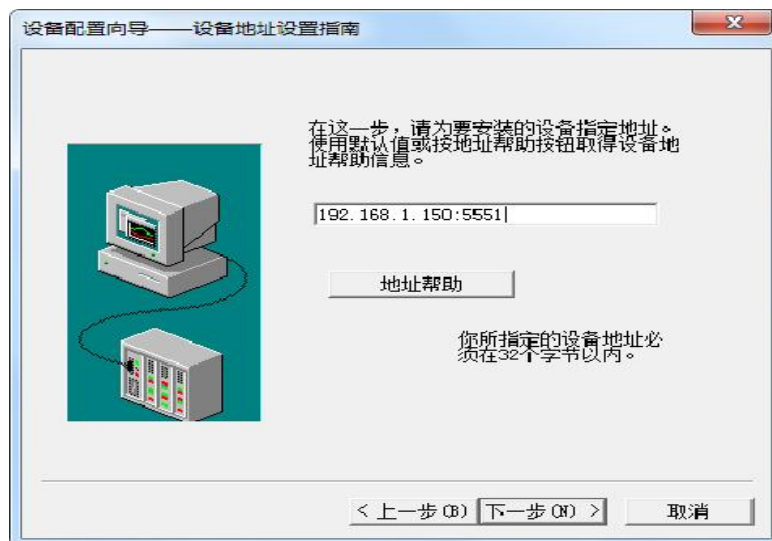 设备配置向导——设备地址设置指南
在这一步，请为要安装的设备指定地址。
使用默认值或按地址帮助按钮取得设备地
址帮助信息。
192.168.1.150:5551
地址帮助
你所指定的设备地址必
须在32个字节以内。
< 上一步(B) 下一步(N) > 取消